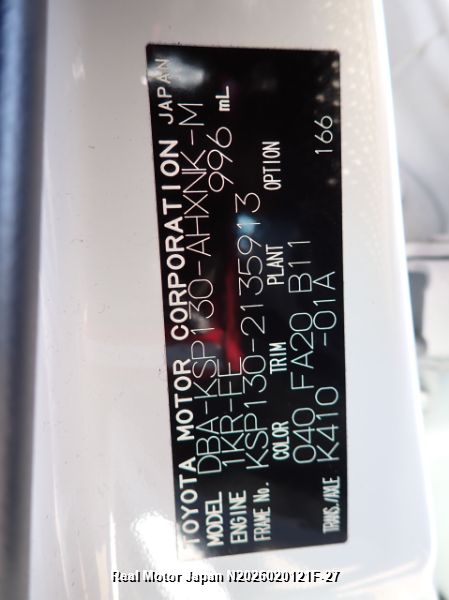 TOYOTA MOTOR CORPORATION JAPAN
MODEL DBA-KSP130-AHXNK-M
ENGINE 1KR-FE 996 mL
FRAME No. KSP130-2135913
COLOR TRIM PLANT OPTION
040 FA20 B11
TRANS./AXLE K410 -01A 166
Real Motor Japan N2026020121F-27